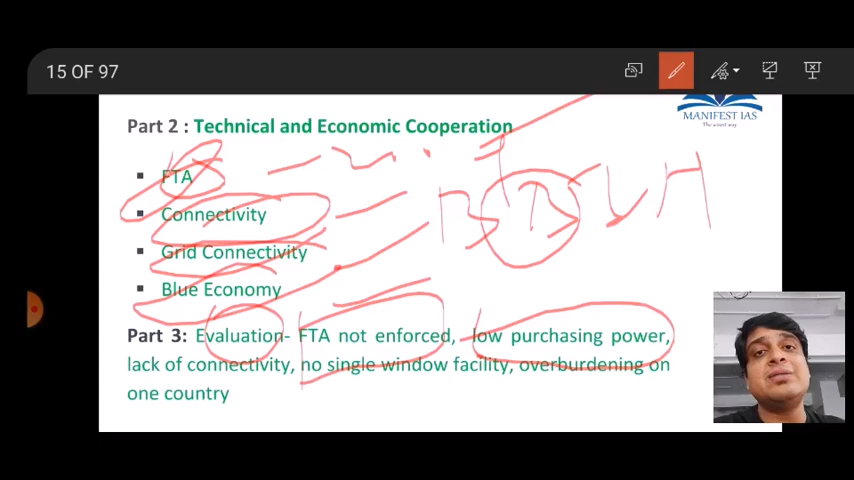 15 OF 97
MANIFEST IAS
Part 2 : Technical and Economic Cooperation
FTA
Connectivity
Grid Connectivity
Blue Economy
Part 3: Evaluation- FTA not enforced, low purchasing power,
lack of connectivity, no single window facility, overburdening on
one country